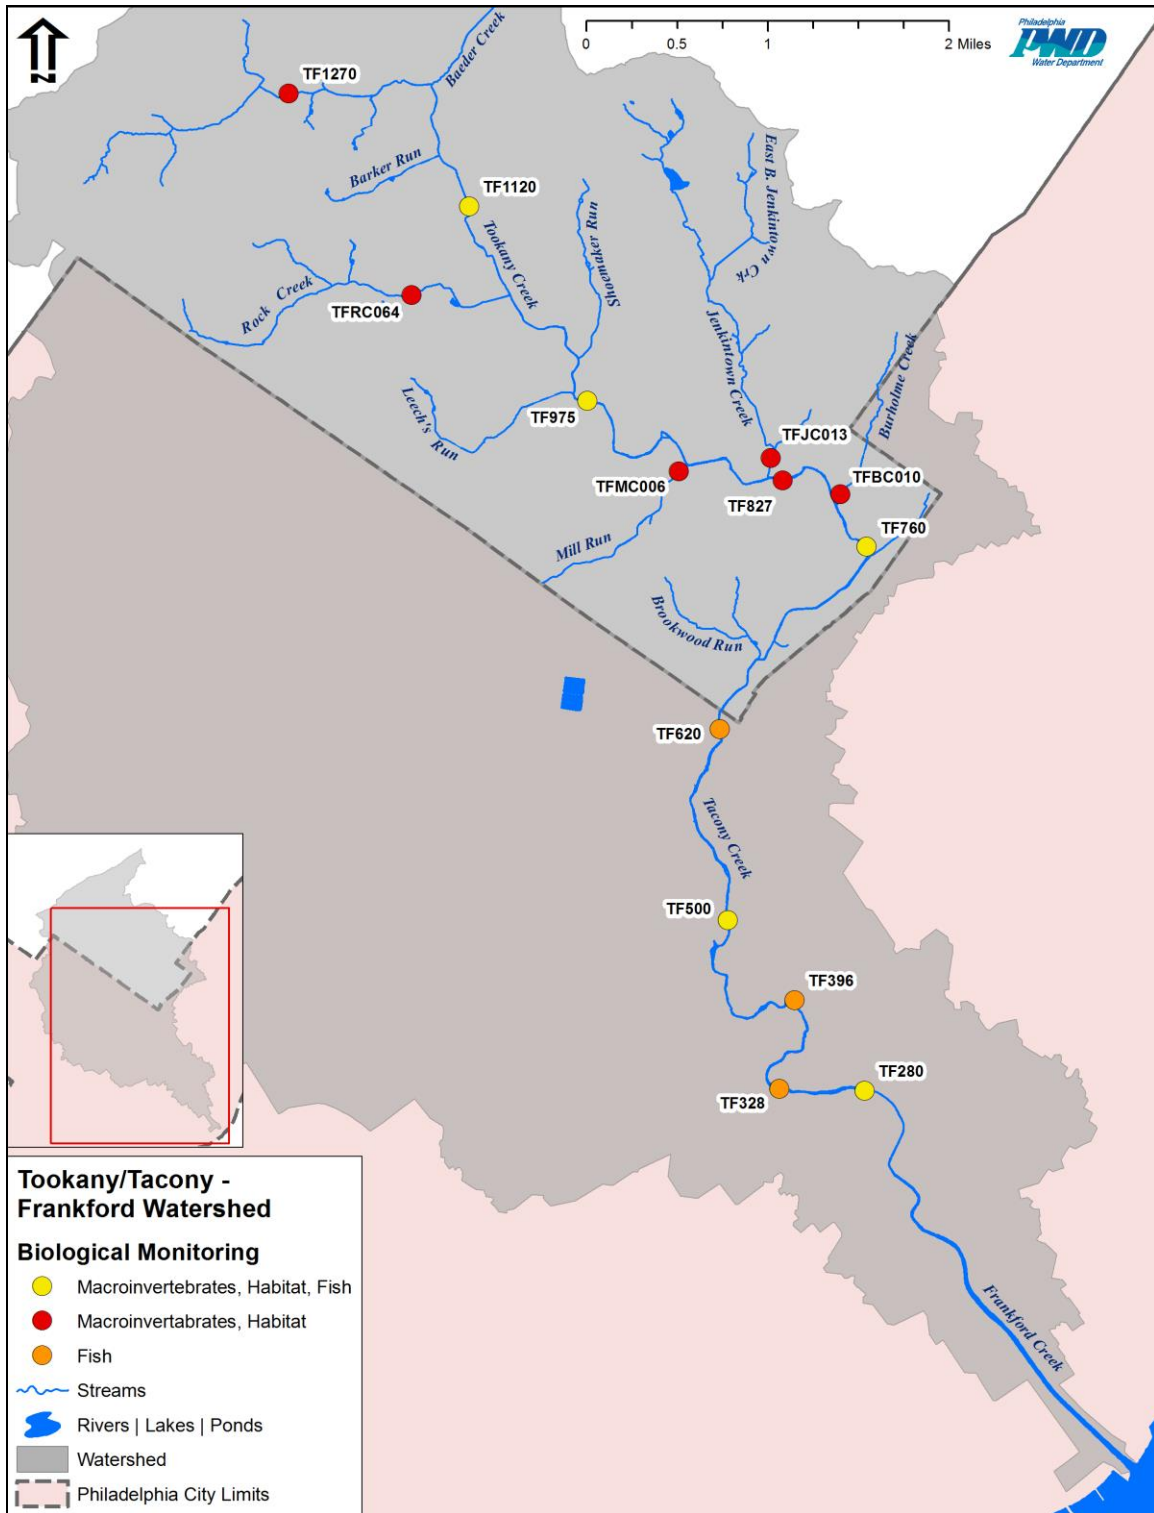 N
0 0.5 1 2 Miles
Philadelphia
PWD
Water Department
Baeder Creek
TF1270
Barker Run
TF1120
Tookany Creek
Shoemaker Run
East B. Jenkintown Crk
Rock Creek
TFRC064
Jenkintown Creek
Burholme Creek
Leech's Run
TF975
TFJC013
TFMC006
TF827
TFBC010
TF760
Mill Run
Brookwood Run
TF620
Tacony Creek
TF500
TF396
TF328
TF280
Frankford Creek
Tookany/Tacony -
Frankford Watershed
Biological Monitoring
Macroinvertebrates, Habitat, Fish
Macroinvertabrates, Habitat
Fish
Streams
Rivers | Lakes | Ponds
Watershed
Philadelphia City Limits